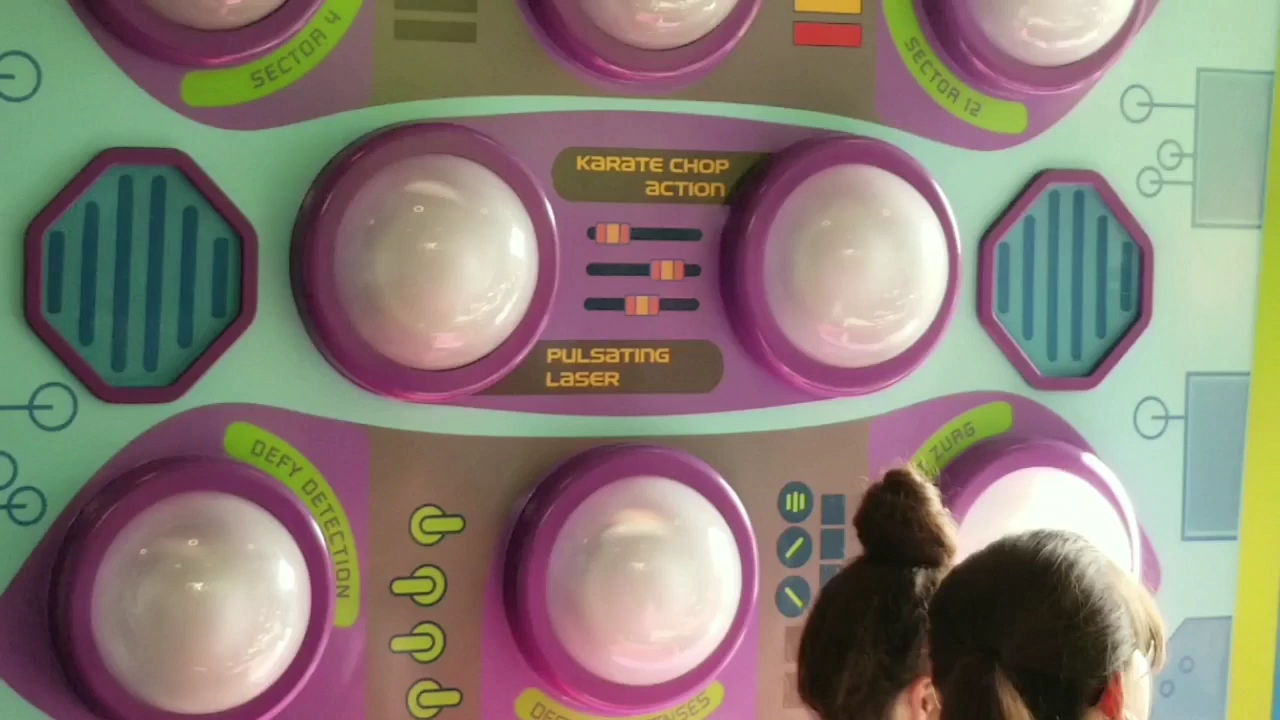 SECTOR 4
SECTOR 12
KARATE CHOP
ACTION
PULSATING
LASER
DEFY DETECTION
ZURG